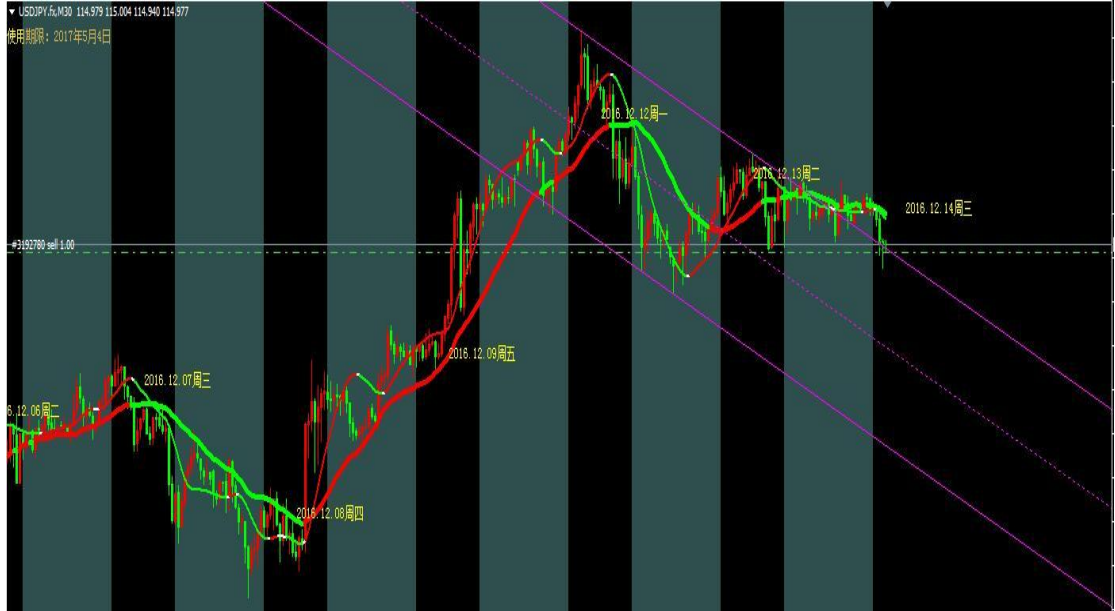 USDJPY.fx,M30 114.979 115.004 114.940 114.977
使用期限: 2017年5月4日
2016.12.12周一
2016.12.13周二
2016.12.14周三
#3192780 sell 1.00
2016.12.09周五
2016.12.07周三
6.12.06周二
2016.12.08周四